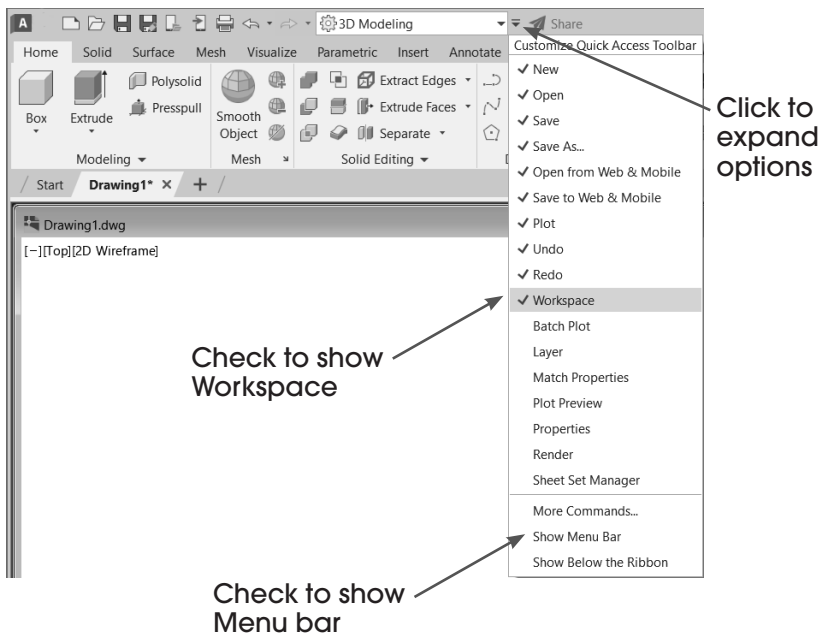 A 3D Modeling Share
Home Solid Surface Mesh Visualize Parametric Insert Annotate
Customize Quick Access Toolbar
Box
Extrude
Polysolid
Presspull
Smooth
Object
Extract Edges
Extrude Faces
Separate
Modeling
Mesh
Solid Editing
Start Drawing1* × +
Drawing1.dwg
[−][Top][2D Wireframe]
✓ New
✓ Open
✓ Save
✓ Save As...
✓ Open from Web & Mobile
✓ Save to Web & Mobile
✓ Plot
✓ Undo
✓ Redo
✓ Workspace
Batch Plot
Layer
Match Properties
Plot Preview
Properties
Render
Sheet Set Manager
More Commands...
Show Menu Bar
Show Below the Ribbon
Click to
expand
options
Check to show
Workspace
Check to show
Menu bar